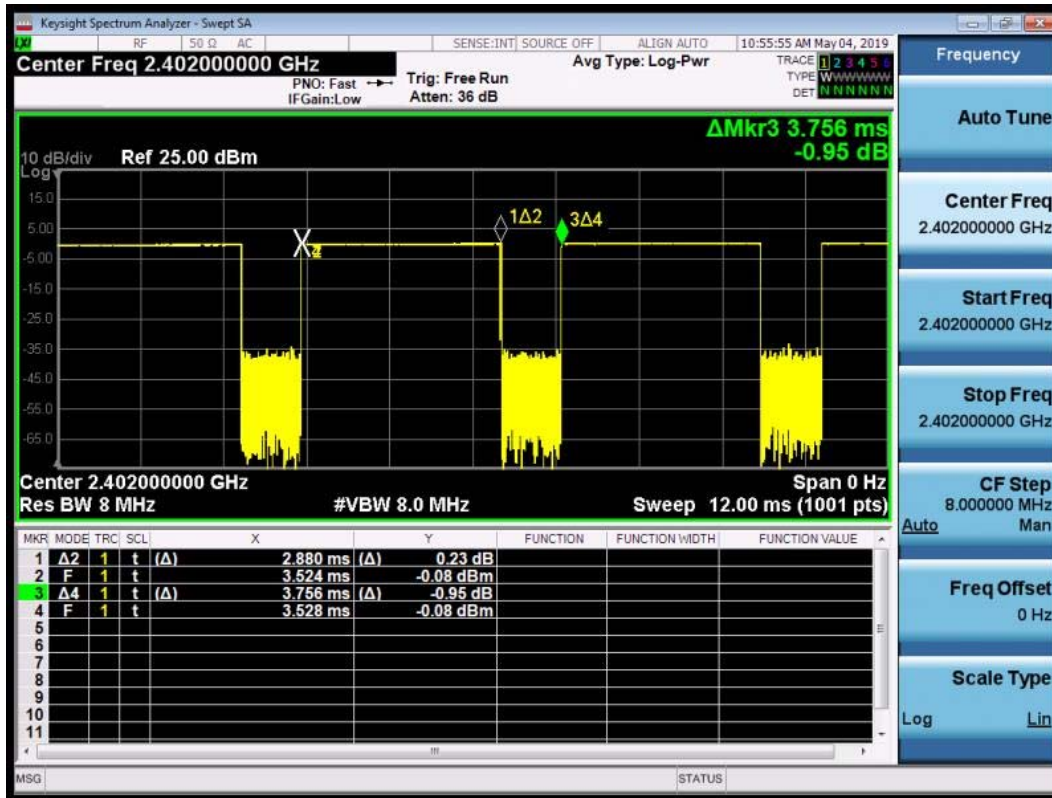 Keysight Spectrum Analyzer - Swept SA
LXI RF 50 Ω AC SENSE:INT SOURCE OFF ALIGN AUTO 10:55:55 AM May 04, 2019
Center Freq 2.402000000 GHz
PNO: Fast
IFGain:Low
Trig: Free Run
Atten: 36 dB
Avg Type: Log-Pwr
TRACE 1 2 3 4 5 6
TYPE WWWWWW
DET N N N N N N
ΔMkr3 3.756 ms
-0.95 dB
10 dB/div Ref 25.00 dBm
Log
15.0
5.00
-5.00
-15.0
-25.0
-35.0
-45.0
-55.0
-65.0
X 1Δ2 3Δ4
Center 2.402000000 GHz Span 0 Hz
Res BW 8 MHz #VBW 8.0 MHz Sweep 12.00 ms (1001 pts)
MKR MODE TRC SCL X Y FUNCTION FUNCTION WIDTH FUNCTION VALUE
1 Δ2 1 t (Δ) 2.880 ms (Δ) 0.23 dB
2 F 1 t 3.524 ms -0.08 dBm
3 Δ4 1 t (Δ) 3.756 ms (Δ) -0.95 dB
4 F 1 t 3.528 ms -0.08 dBm
5
6
7
8
9
10
11
MSG STATUS
Frequency
Auto Tune
Center Freq
2.402000000 GHz
Start Freq
2.402000000 GHz
Stop Freq
2.402000000 GHz
CF Step
8.000000 MHz
Auto Man
Freq Offset
0 Hz
Scale Type
Log Lin